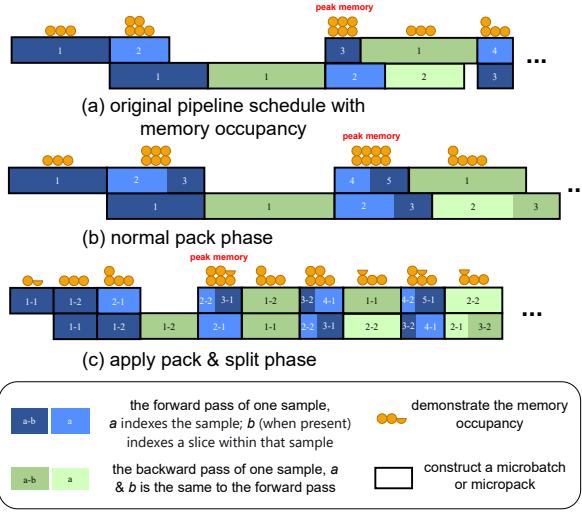 peak memory
1 2 3 1 4
1 1 2 2 3
...
(a) original pipeline schedule with
memory occupancy
peak memory
1 2 3 4 5 1
1 1 2 3 2 3
...
(b) normal pack phase
peak memory
1-1 1-2 2-1 2-2 3-1 1-2 3-2 4-1 1-1 4-2 5-1 2-2
1-1 1-2 1-2 2-1 1-1 2-2 3-1 2-2 3-2 4-1 2-1 3-2
...
(c) apply pack & split phase
a-b a
the forward pass of one sample,
a indexes the sample; b (when present)
indexes a slice within that sample
demonstrate the memory
occupancy
a-b a
the backward pass of one sample, a
& b is the same to the forward pass
construct a microbatch
or micropack